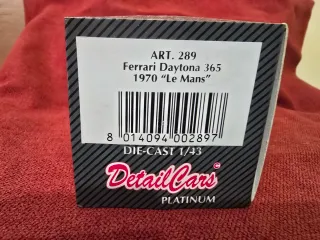 ART. 289
Ferrari Daytona 365
1970 "Le Mans"
8 014094 002897
DIE-CAST 1/43
DetailCars ©
PLATINUM